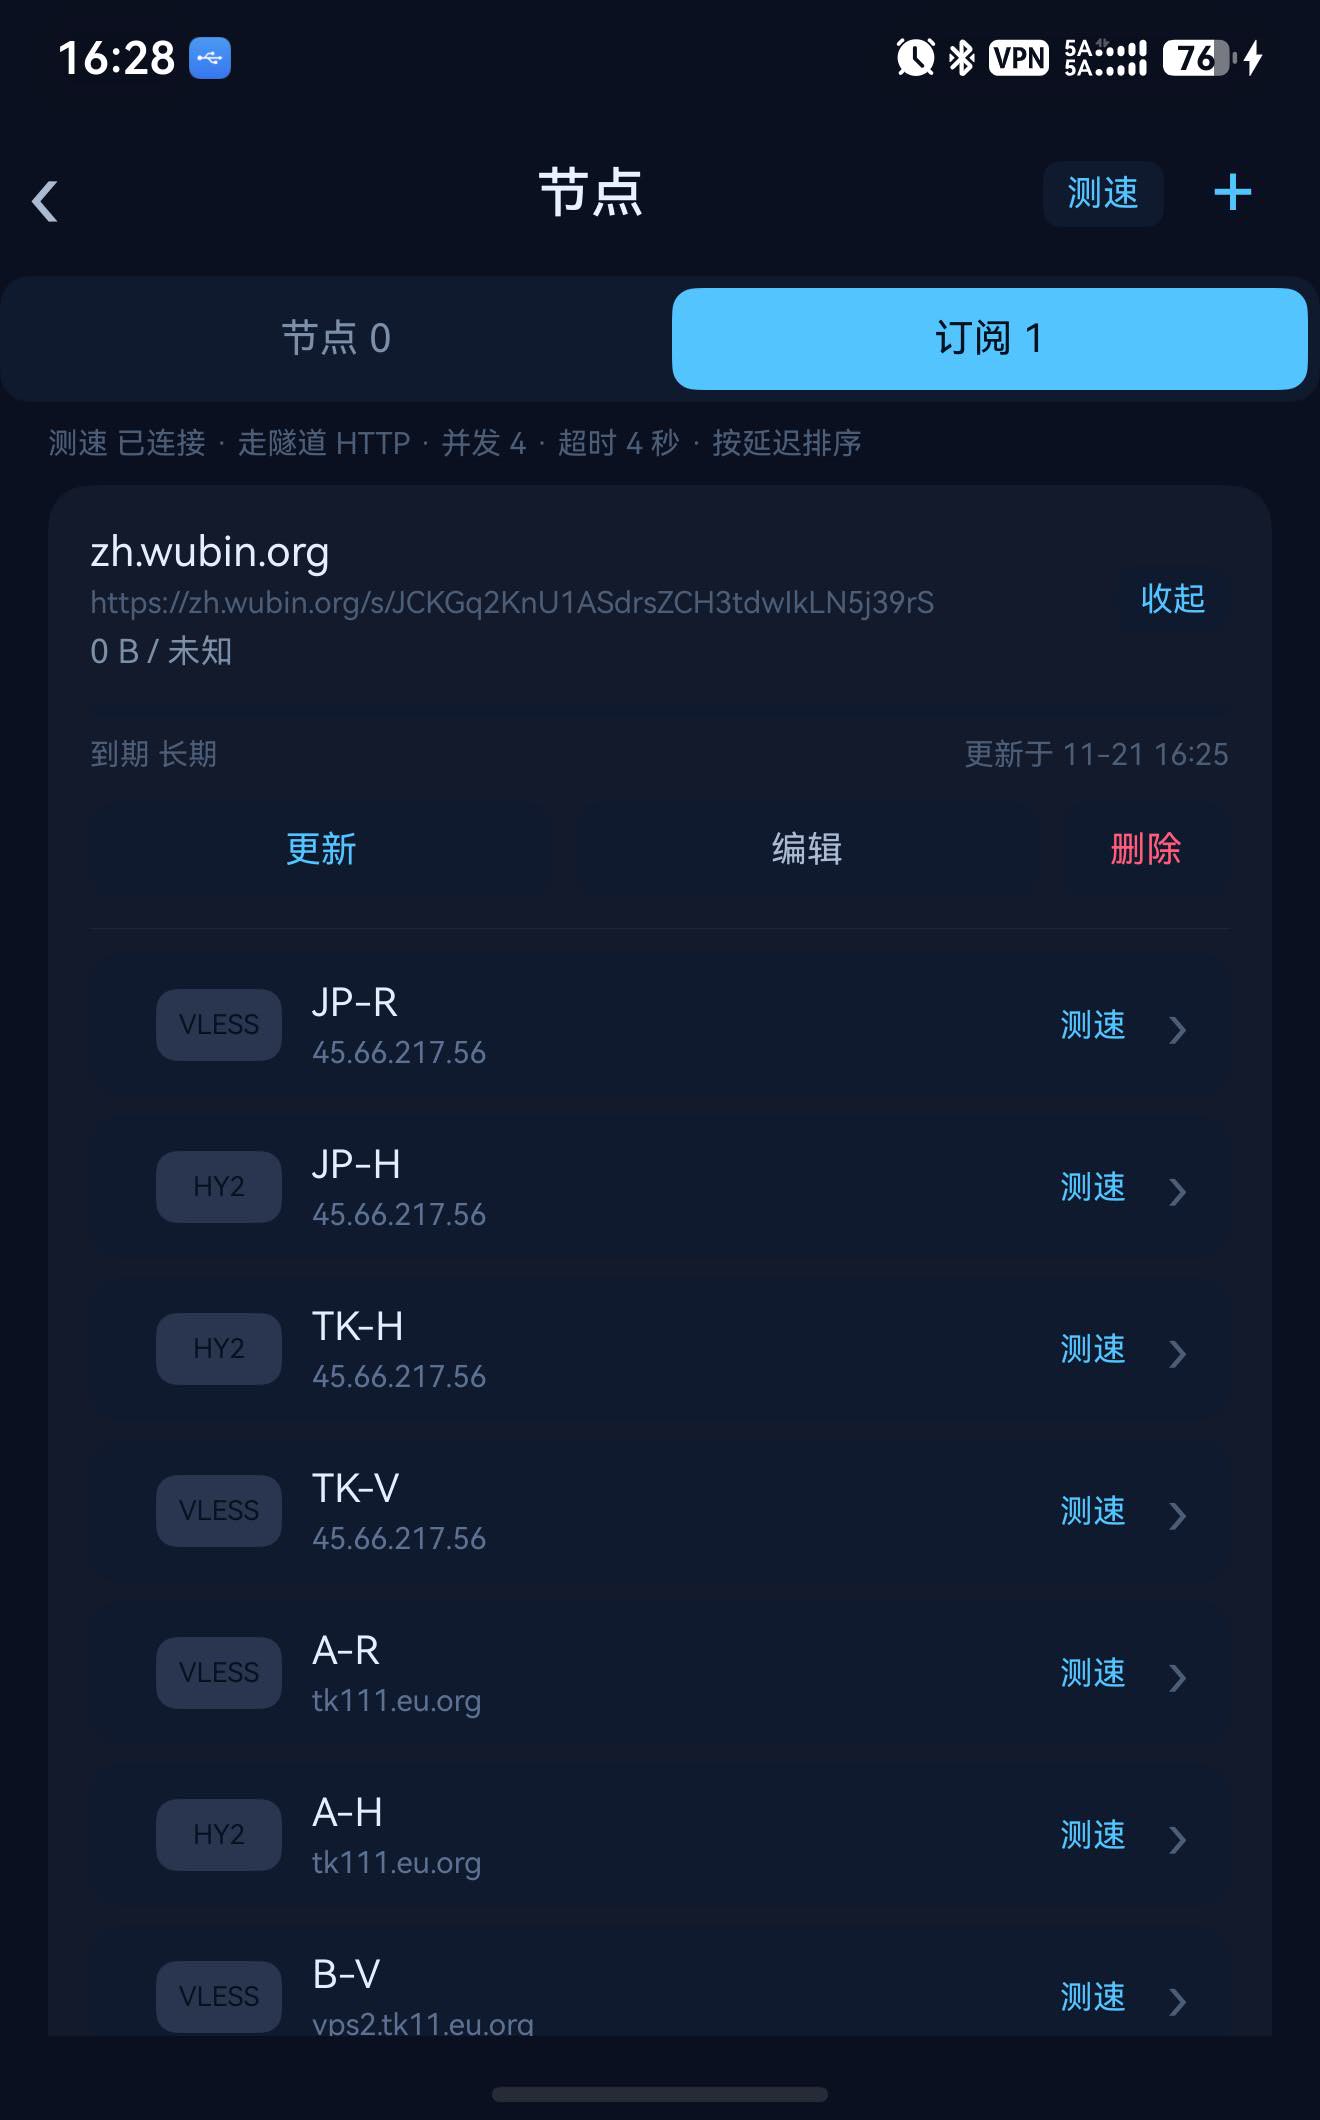 16:28 VPN 5A 5A 76
节点 测速 +
节点 0 订阅 1
测速 已连接 · 走隧道 HTTP · 并发 4 · 超时 4 秒 · 按延迟排序
zh.wubin.org
https://zh.wubin.org/s/JCKGq2KnU1ASdrsZCH3tdwIkLN5j39rS
收起
0 B / 未知
到期 长期 更新于 11-21 16:25
更新 编辑 删除
VLESS JP-R 测速
45.66.217.56
HY2 JP-H 测速
45.66.217.56
HY2 TK-H 测速
45.66.217.56
VLESS TK-V 测速
45.66.217.56
VLESS A-R 测速
tk111.eu.org
HY2 A-H 测速
tk111.eu.org
VLESS B-V 测速
vps2.tk11.eu.org